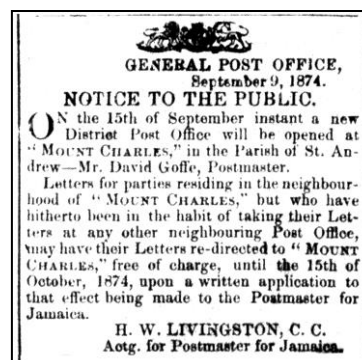 GENERAL POST OFFICE,
September 9, 1874.
NOTICE TO THE PUBLIC.
ON the 15th of September instant a new
District Post Office will be opened at
"MOUNT CHARLES," in the Parish of St. An-
drew—Mr. David Goffe, Postmaster.
Letters for parties residing in the neighbour-
hood of "MOUNT CHARLES," but who have
hitherto been in the habit of taking their Let-
ters at any other neighbouring Post Office,
may have their Letters re-directed to "MOUNT
CHARLES," free of charge, until the 15th of
October, 1874, upon a written application to
that effect being made to the Postmaster for
Jamaica.
H. W. LIVINGSTON, C. C.
Actg. for Postmaster for Jamaica.